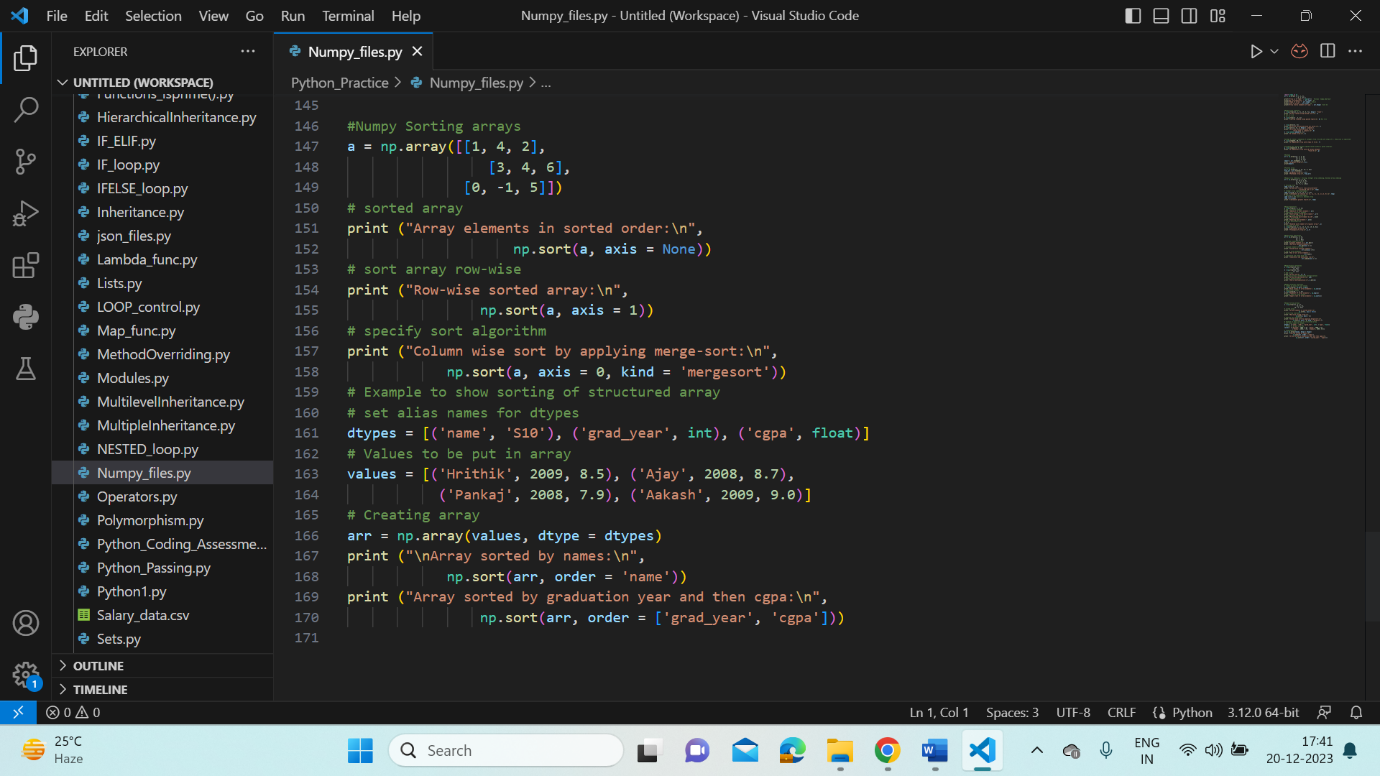 File Edit Selection View Go Run Terminal Help
Numpy_files.py - Untitled (Workspace) - Visual Studio Code
EXPLORER
UNTITLED (WORKSPACE)
Functions_isprime().py
HierarchicalInheritance.py
IF_ELIF.py
IF_loop.py
IFELSE_loop.py
Inheritance.py
json_files.py
Lambda_func.py
Lists.py
LOOP_control.py
Map_func.py
MethodOverriding.py
Modules.py
MultilevelInheritance.py
MultipleInheritance.py
NESTED_loop.py
Numpy_files.py
Operators.py
Polymorphism.py
Python_Coding_Assessme...
Python_Passing.py
Python1.py
Salary_data.csv
Sets.py
OUTLINE
TIMELINE
1
Numpy_files.py
Python_Practice > Numpy_files.py > ...
145
146 #Numpy Sorting arrays
147 a = np.array([[1, 4, 2],
148 [3, 4, 6],
149 [0, -1, 5]])
150 # sorted array
151 print ("Array elements in sorted order:\n",
152 np.sort(a, axis = None))
153 # sort array row-wise
154 print ("Row-wise sorted array:\n",
155 np.sort(a, axis = 1))
156 # specify sort algorithm
157 print ("Column wise sort by applying merge-sort:\n",
158 np.sort(a, axis = 0, kind = 'mergesort'))
159 # Example to show sorting of structured array
160 # set alias names for dtypes
161 dtypes = [('name', 'S10'), ('grad_year', int), ('cgpa', float)]
162 # Values to be put in array
163 values = [('Hrithik', 2009, 8.5), ('Ajay', 2008, 8.7),
164 ('Pankaj', 2008, 7.9), ('Aakash', 2009, 9.0)]
165 # Creating array
166 arr = np.array(values, dtype = dtypes)
167 print ("\nArray sorted by names:\n",
168 np.sort(arr, order = 'name'))
169 print ("Array sorted by graduation year and then cgpa:\n",
170 np.sort(arr, order = ['grad_year', 'cgpa']))
171
0 0
Ln 1, Col 1 Spaces: 3 UTF-8 CRLF Python 3.12.0 64-bit
25°C
Haze
Search
ENG
IN
17:41
20-12-2023